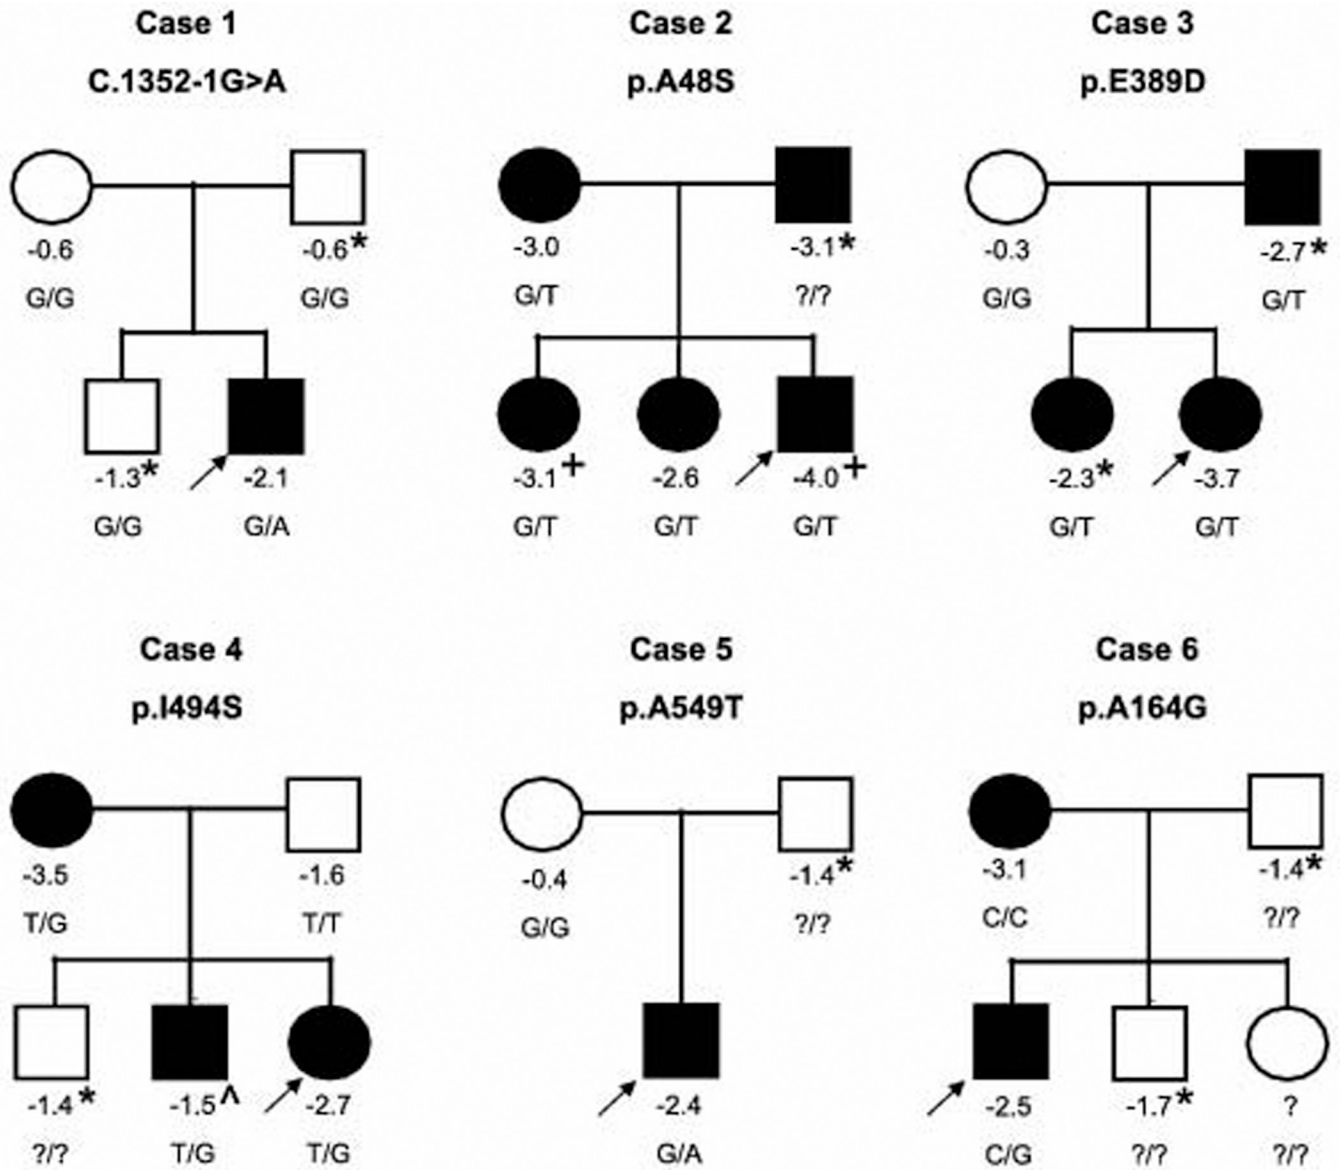 Case 1 Case 2 Case 3
C.1352-1G>A p.A48S p.E389D
-0.6 -0.6* -3.0 -3.1* -0.3 -2.7*
G/G G/G G/T ?/? G/G G/T
-1.3* -2.1 -3.1+ -2.6 -4.0+ -2.3* -3.7
G/G G/A G/T G/T G/T G/T G/T
Case 4 Case 5 Case 6
p.I494S p.A549T p.A164G
-3.5 -1.6 -0.4 -1.4* -3.1 -1.4*
T/G T/T G/G ?/? C/C ?/?
-1.4* -1.5^ -2.7 -2.4 -2.5 -1.7* ?
?/? T/G T/G G/A C/G ?/? ?/?